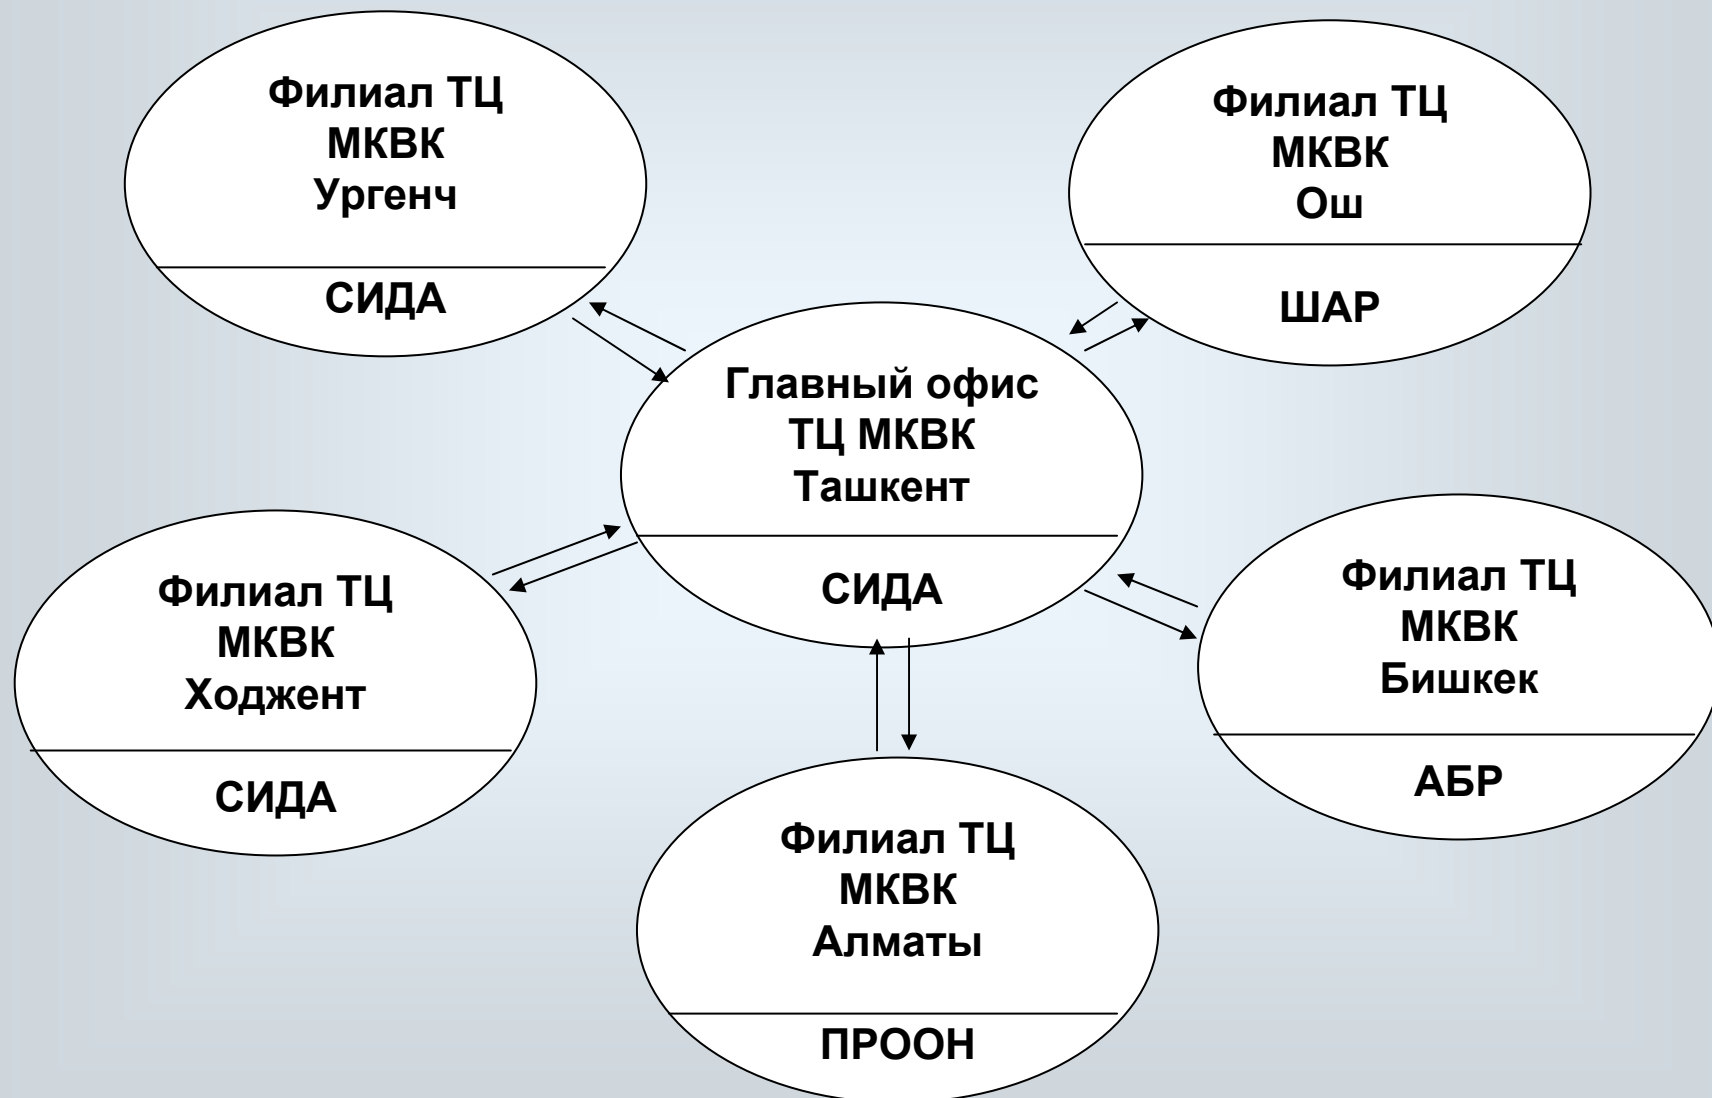 Филиал ТЦ
МКВК
Ургенч
СИДА
Филиал ТЦ
МКВК
Ош
ШАР
Главный офис
ТЦ МКВК
Ташкент
СИДА
Филиал ТЦ
МКВК
Ходжент
СИДА
Филиал ТЦ
МКВК
Бишкек
АБР
Филиал ТЦ
МКВК
Алматы
ПРООН